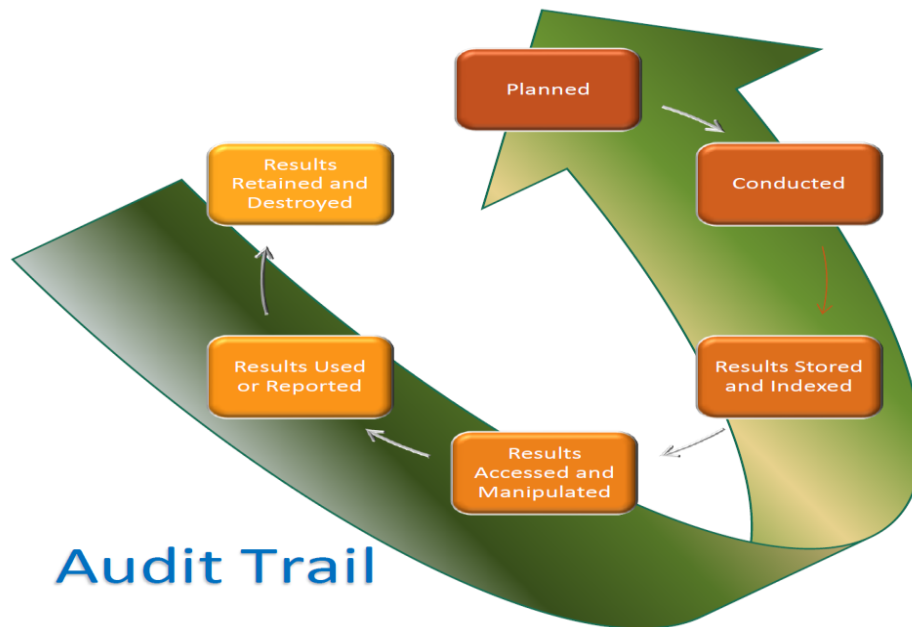 Planned
Conducted
Results Stored
and Indexed
Results
Accessed and
Manipulated
Results Used
or Reported
Results
Retained and
Destroyed
Audit Trail